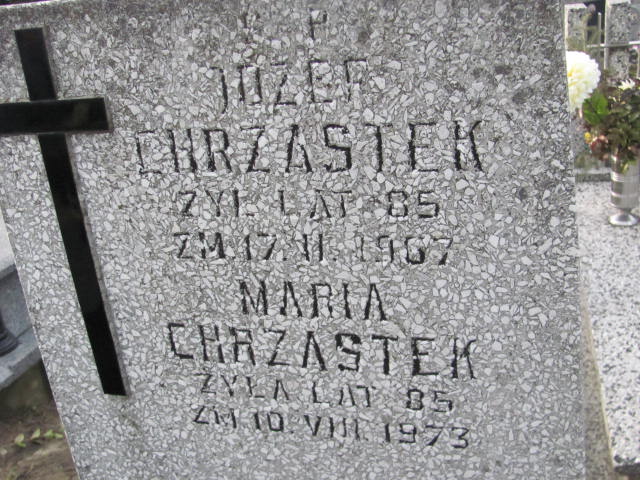 JÓZEF
CHRZĄSTEK
ŻYŁ LAT 85
ZM. 17. II. 1967
MARIA
CHRZĄSTEK
ŻYŁA LAT 85
ZM 10. VIII. 1973